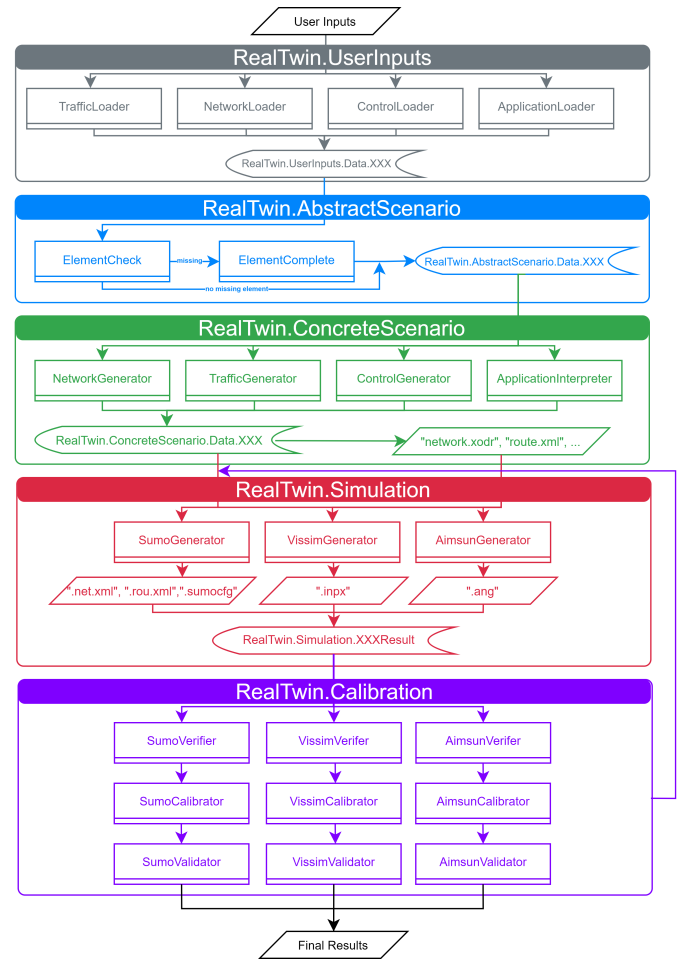 User Inputs
RealTwin.UserInputs
TrafficLoader
NetworkLoader
ControlLoader
ApplicationLoader
RealTwin.UserInputs.Data.XXX
RealTwin.AbstractScenario
ElementCheck
missing
ElementComplete
RealTwin.AbstractScenario.Data.XXX
no missing element
RealTwin.ConcreteScenario
NetworkGenerator
TrafficGenerator
ControlGenerator
ApplicationInterpreter
RealTwin.ConcreteScenario.Data.XXX
"network.xodr", "route.xml", ...
RealTwin.Simulation
SumoGenerator
VissimGenerator
AimsunGenerator
".net.xml", ".rou.xml",".sumocfg"
".inpx"
".ang"
RealTwin.Simulation.XXXResult
RealTwin.Calibration
SumoVerifier
VissimVerifer
AimsunVerifer
SumoCalibrator
VissimCalibrator
AimsunCalibrator
SumoValidator
VissimValidator
AimsunValidator
Final Results